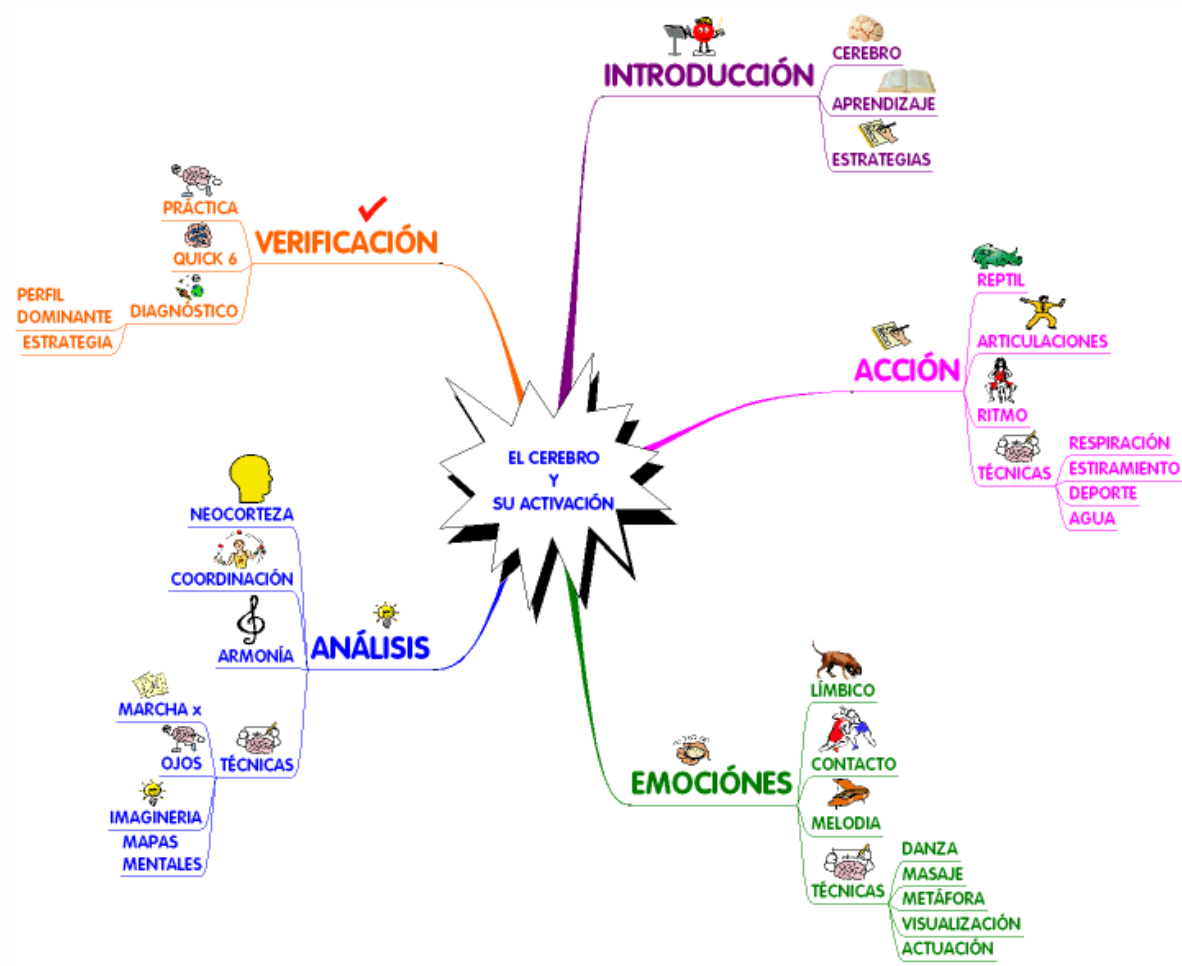 EL CEREBRO
Y
SU ACTIVACIÓN
INTRODUCCIÓN
CEREBRO
APRENDIZAJE
ESTRATEGIAS
ACCIÓN
REPTIL
ARTICULACIONES
RITMO
TÉCNICAS
RESPIRACIÓN
ESTIRAMIENTO
DEPORTE
AGUA
EMOCIÓNES
LÍMBICO
CONTACTO
MELODIA
TÉCNICAS
DANZA
MASAJE
METÁFORA
VISUALIZACIÓN
ACTUACIÓN
ANÁLISIS
NEOCORTEZA
COORDINACIÓN
ARMONÍA
TÉCNICAS
MARCHA x
OJOS
IMAGINERIA
MAPAS
MENTALES
VERIFICACIÓN
PRÁCTICA
QUICK 6
DIAGNÓSTICO
PERFIL
DOMINANTE
ESTRATEGIA